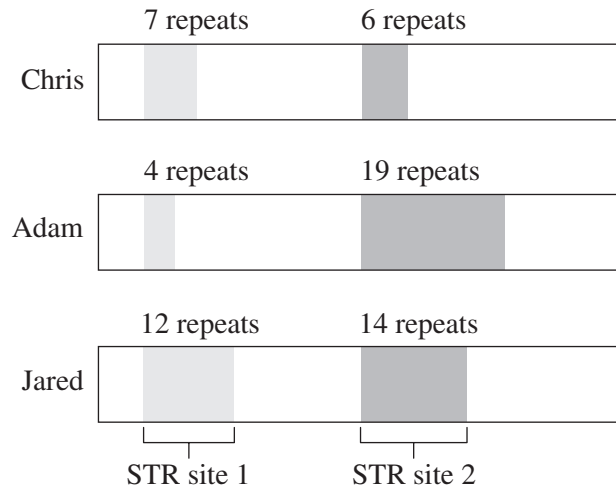 7 repeats 6 repeats
Chris
4 repeats 19 repeats
Adam
12 repeats 14 repeats
Jared
STR site 1 STR site 2